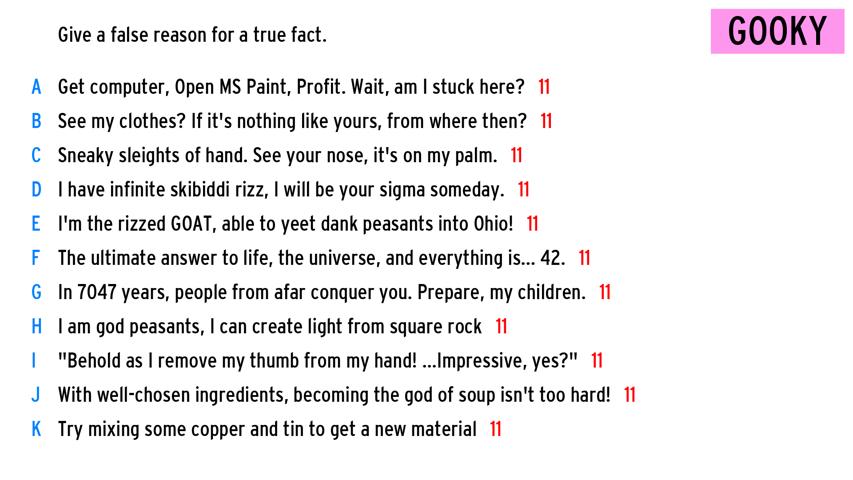 Give a false reason for a true fact.
GOOKY
A Get computer, Open MS Paint, Profit. Wait, am I stuck here? 11
B See my clothes? If it's nothing like yours, from where then? 11
C Sneaky sleights of hand. See your nose, it's on my palm. 11
D I have infinite skibiddi rizz, I will be your sigma someday. 11
E I'm the rizzed GOAT, able to yeet dank peasants into Ohio! 11
F The ultimate answer to life, the universe, and everything is... 42. 11
G In 7047 years, people from afar conquer you. Prepare, my children. 11
H I am god peasants, I can create light from square rock 11
I "Behold as I remove my thumb from my hand! ...Impressive, yes?" 11
J With well-chosen ingredients, becoming the god of soup isn't too hard! 11
K Try mixing some copper and tin to get a new material 11